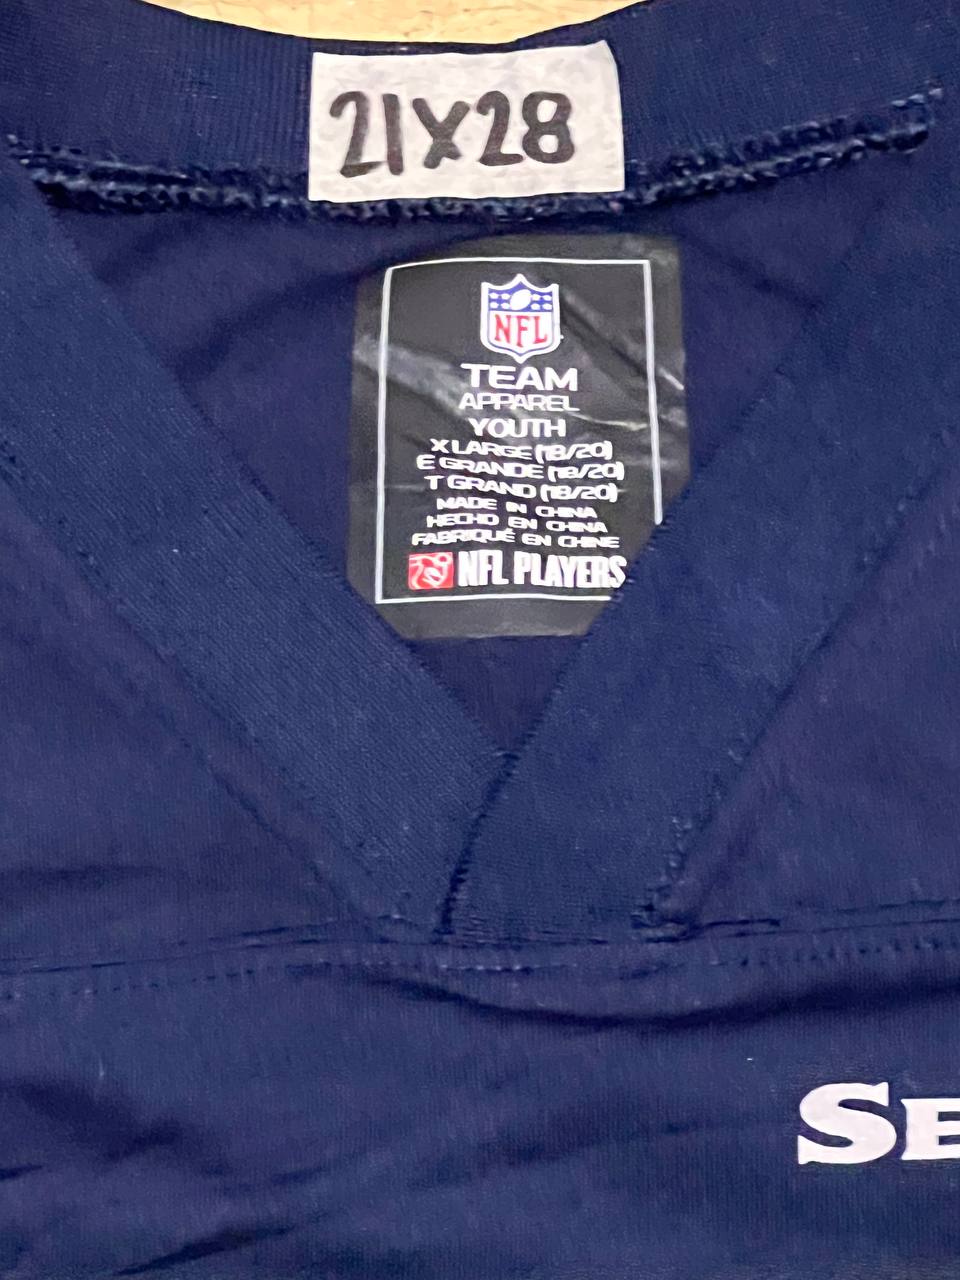 21X28
NFL
TEAM
APPAREL
YOUTH
X LARGE (18/20)
E GRANDE (18/20)
T GRAND (18/20)
MADE IN CHINA
HECHO EN CHINA
FABRIQUÉ EN CHINE
NFL PLAYERS
SE